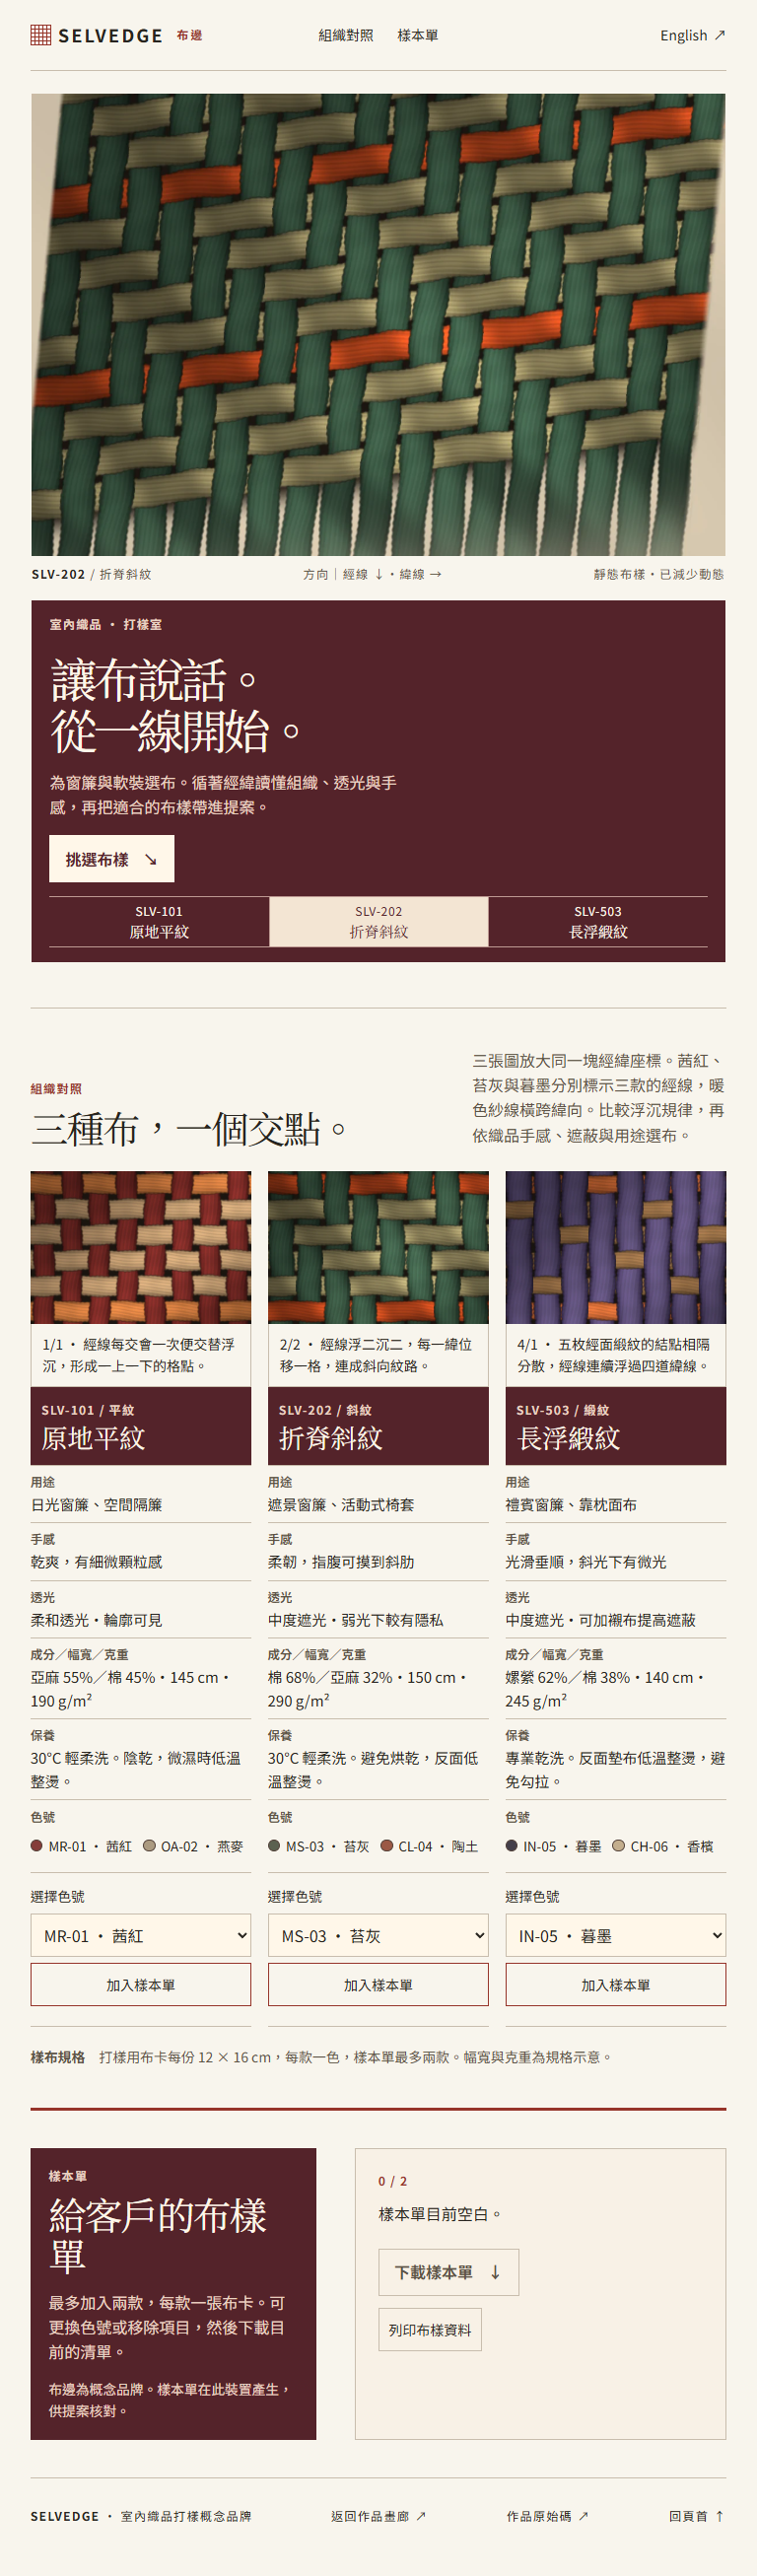 SELVEDGE 布邊
組織對照 樣本單
English ↗
SLV-202 / 折脊斜紋
方向｜經線 ↓・緯線 →
靜態布樣・已減少動態
室內織品 · 打樣室
讓布說話。
從一線開始。
為窗簾與軟裝選布。循著經緯讀懂組織、透光與手
感，再把適合的布樣帶進提案。
挑選布樣 ↘
SLV-101
原地平紋
SLV-202
折脊斜紋
SLV-503
長浮緞紋
組織對照
三種布，一個交點。
三張圖放大同一塊經緯座標。茜紅、
苔灰與暮墨分別標示三款的經線，暖
色紗線橫跨緯向。比較浮沉規律，再
依織品手感、遮蔽與用途選布。
1/1 · 經線每交會一次便交替浮
沉，形成一上一下的格點。
SLV-101 / 平紋
原地平紋
用途
日光窗簾、空間隔簾
手感
乾爽，有細微顆粒感
透光
柔和透光・輪廓可見
成分／幅寬／克重
亞麻 55%／棉 45%・145 cm・
190 g/m²
保養
30°C 輕柔洗。陰乾，微濕時低溫
整燙。
色號
MR-01 · 茜紅 OA-02 · 燕麥
選擇色號
MR-01 · 茜紅
加入樣本單
2/2 · 經線浮二沉二，每一緯位
移一格，連成斜向紋路。
SLV-202 / 斜紋
折脊斜紋
用途
遮景窗簾、活動式椅套
手感
柔韌，指腹可摸到斜肋
透光
中度遮光・弱光下較有隱私
成分／幅寬／克重
棉 68%／亞麻 32%・150 cm・
290 g/m²
保養
30°C 輕柔洗。避免烘乾，反面低
溫整燙。
色號
MS-03 · 苔灰 CL-04 · 陶土
選擇色號
MS-03 · 苔灰
加入樣本單
4/1 · 五枚經面緞紋的結點相隔
分散，經線連續浮過四道緯線。
SLV-503 / 緞紋
長浮緞紋
用途
禮賓窗簾、靠枕面布
手感
光滑垂順，斜光下有微光
透光
中度遮光・可加襯布提高遮蔽
成分／幅寬／克重
嫘縈 62%／棉 38%・140 cm・
245 g/m²
保養
專業乾洗。反面墊布低溫整燙，避
免勾拉。
色號
IN-05 · 暮墨 CH-06 · 香檳
選擇色號
IN-05 · 暮墨
加入樣本單
樣布規格 打樣用布卡每份 12 × 16 cm，每款一色，樣本單最多兩款。幅寬與克重為規格示意。
樣本單
給客戶的布樣
單
最多加入兩款，每款一張布卡。可
更換色號或移除項目，然後下載目
前的清單。
布邊為概念品牌。樣本單在此裝置產生，
供提案核對。
0 / 2
樣本單目前空白。
下載樣本單 ↓
列印布樣資料
SELVEDGE · 室內織品打樣概念品牌
返回作品畫廊 ↗
作品原始碼 ↗
回頁首 ↑